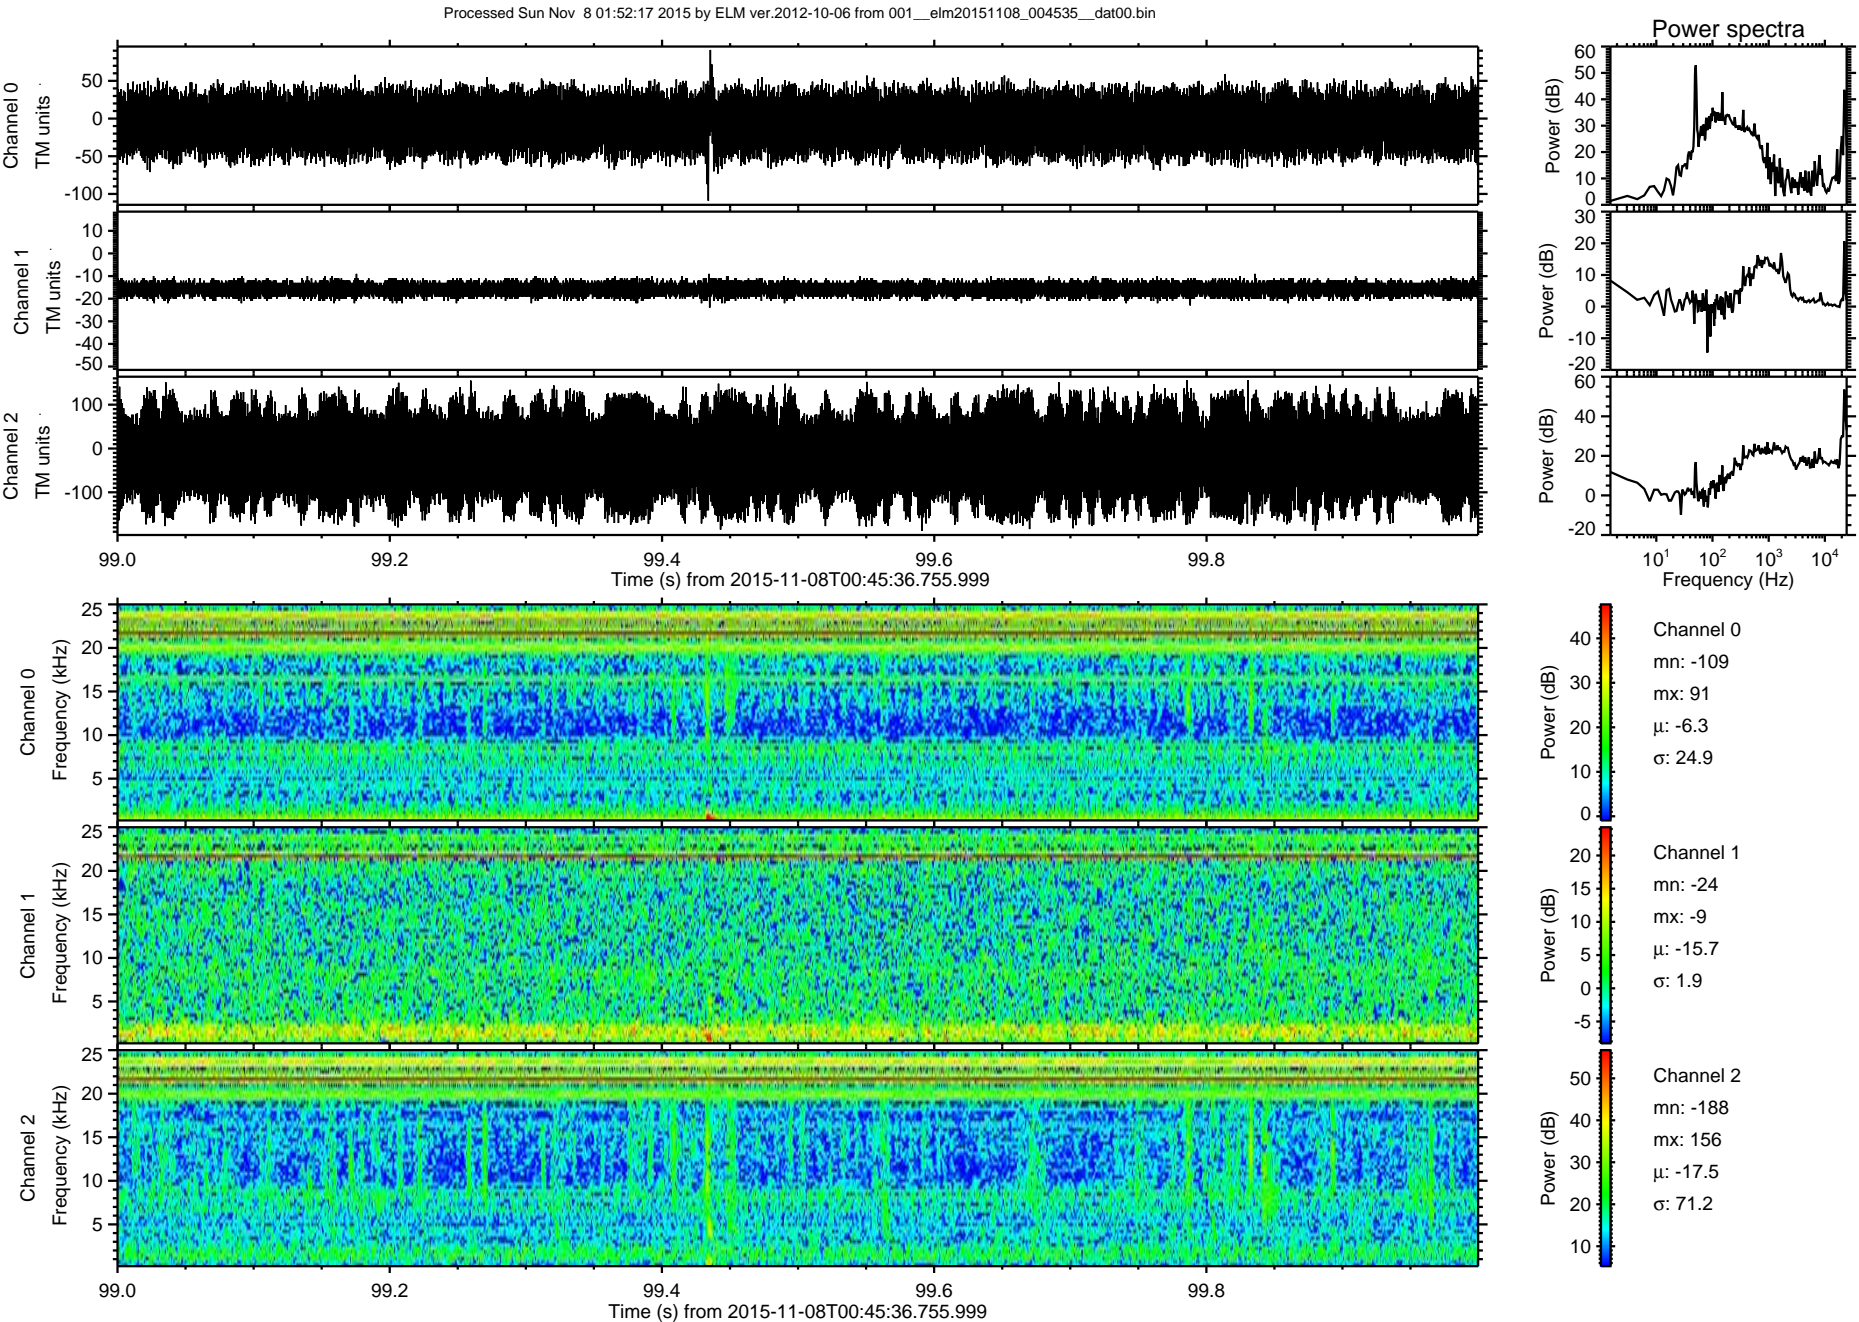 Processed Sun Nov  8 01:52:17 2015 by ELM ver.2012-10-06 from 001__elm20151108_004535__dat00.bin
Power spectra
Channel 0
TM units
50
0
-50
-100
Power (dB)
60
50
40
30
20
10
0
Channel 1
TM units
10
0
-10
-20
-30
-40
-50
Power (dB)
30
20
10
0
-10
-20
Channel 2
TM units
100
0
-100
Power (dB)
60
40
20
0
-20
99.0 99.2 99.4 99.6 99.8
Time (s) from 2015-11-08T00:45:36.755.999
10¹ 10² 10³ 10⁴
Frequency (Hz)
Channel 0
Frequency (kHz)
25
20
15
10
5
Power (dB)
40
30
20
10
0
Channel 0
mn: -109
mx: 91
μ: -6.3
σ: 24.9
Channel 1
Frequency (kHz)
25
20
15
10
5
Power (dB)
20
15
10
5
0
-5
Channel 1
mn: -24
mx: -9
μ: -15.7
σ: 1.9
Channel 2
Frequency (kHz)
25
20
15
10
5
Power (dB)
50
40
30
20
10
Channel 2
mn: -188
mx: 156
μ: -17.5
σ: 71.2
99.0 99.2 99.4 99.6 99.8
Time (s) from 2015-11-08T00:45:36.755.999